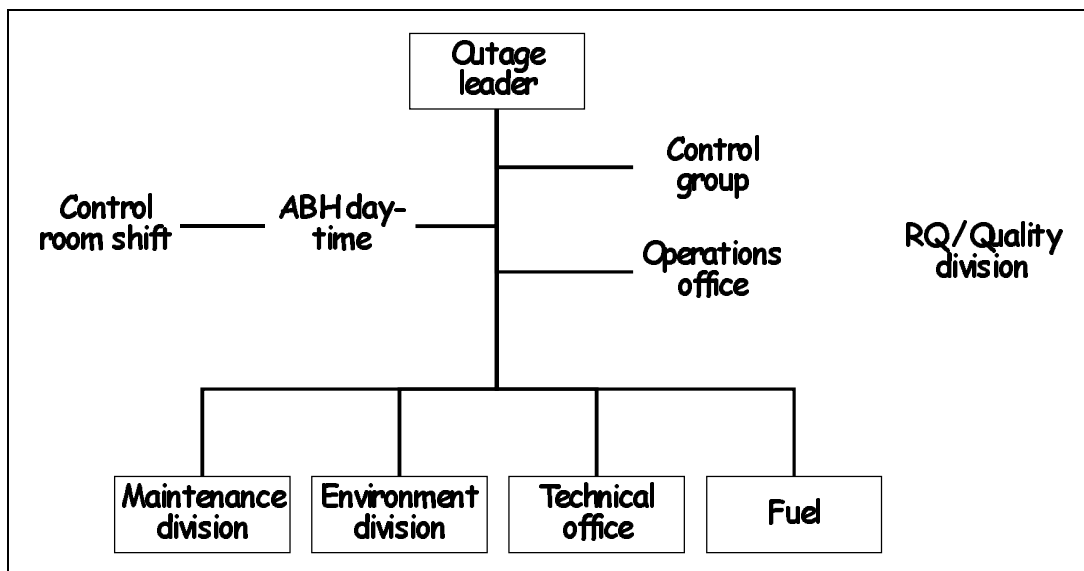 Outage
leader
Control
group
Control
room shift
ABH day-
time
Operations
office
RQ/Quality
division
Maintenance
division
Environment
division
Technical
office
Fuel